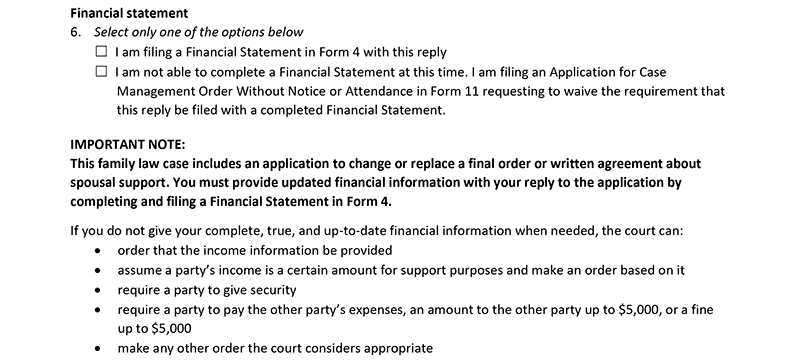 Financial statement
6. Select only one of the options below
☐ I am filing a Financial Statement in Form 4 with this reply
☐ I am not able to complete a Financial Statement at this time. I am filing an Application for Case
Management Order Without Notice or Attendance in Form 11 requesting to waive the requirement that
this reply be filed with a completed Financial Statement.
IMPORTANT NOTE:
This family law case includes an application to change or replace a final order or written agreement about
spousal support. You must provide updated financial information with your reply to the application by
completing and filing a Financial Statement in Form 4.
If you do not give your complete, true, and up-to-date financial information when needed, the court can:
• order that the income information be provided
• assume a party's income is a certain amount for support purposes and make an order based on it
• require a party to give security
• require a party to pay the other party's expenses, an amount to the other party up to $5,000, or a fine
up to $5,000
• make any other order the court considers appropriate